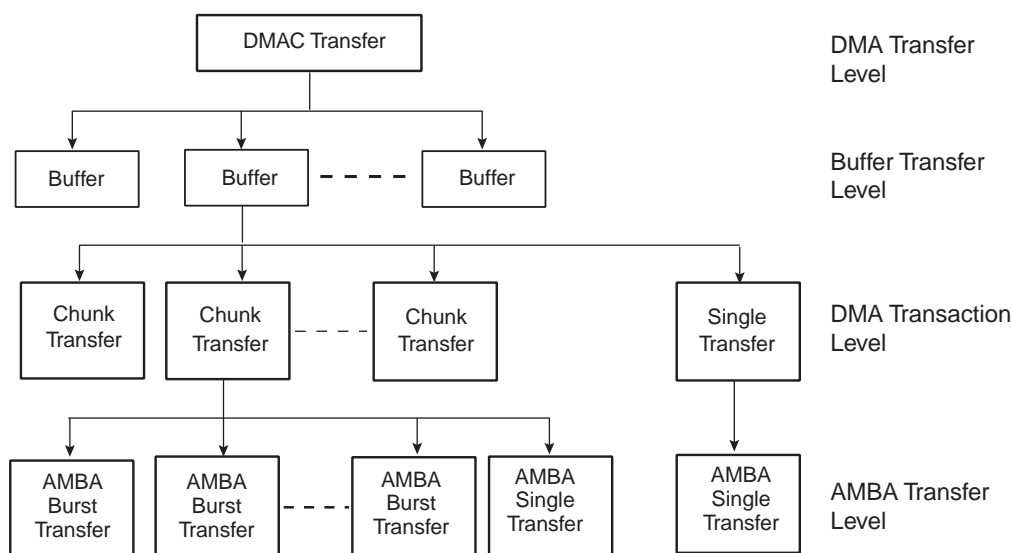 DMAC Transfer
DMA Transfer
Level
Buffer
Buffer
Buffer
Buffer Transfer
Level
Chunk
Transfer
Chunk
Transfer
Chunk
Transfer
Single
Transfer
DMA Transaction
Level
AMBA
Burst
Transfer
AMBA
Burst
Transfer
AMBA
Burst
Transfer
AMBA
Single
Transfer
AMBA
Single
Transfer
AMBA Transfer
Level